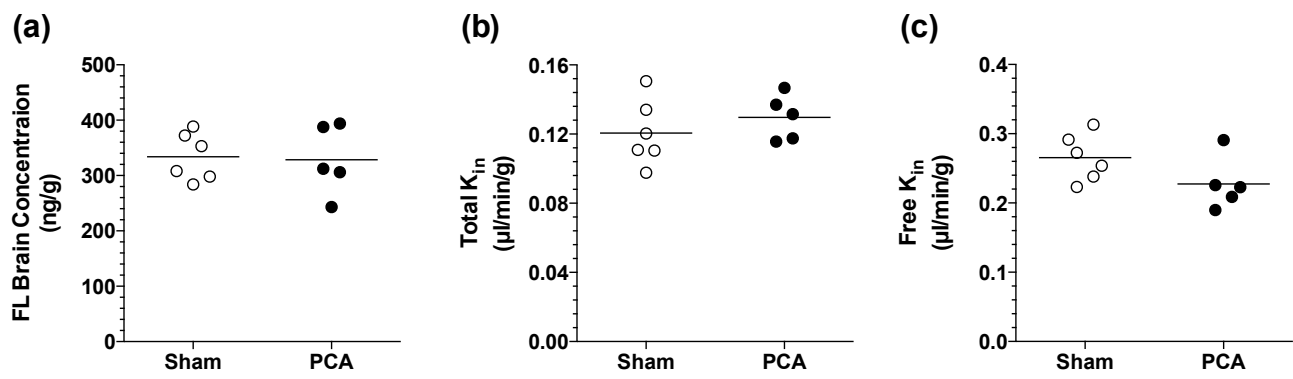 (a)
FL Brain Concentraion
(ng/g)
500
400
300
200
100
0
Sham PCA
(b)
Total Kin
(µl/min/g)
0.16
0.12
0.08
0.04
0.00
Sham PCA
(c)
Free Kin
(µl/min/g)
0.4
0.3
0.2
0.1
0.0
Sham PCA